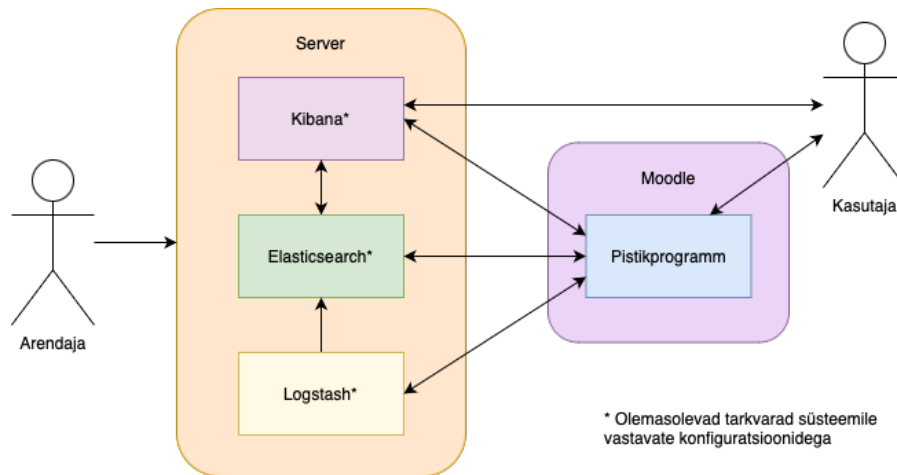 Server
Kibana*
Moodle
Kasutaja
Elasticsearch*
Pistikprogramm
Arendaja
Logstash*
* Olemasolevad tarkvarad süsteemile
vastavate konfiguratsioonidega